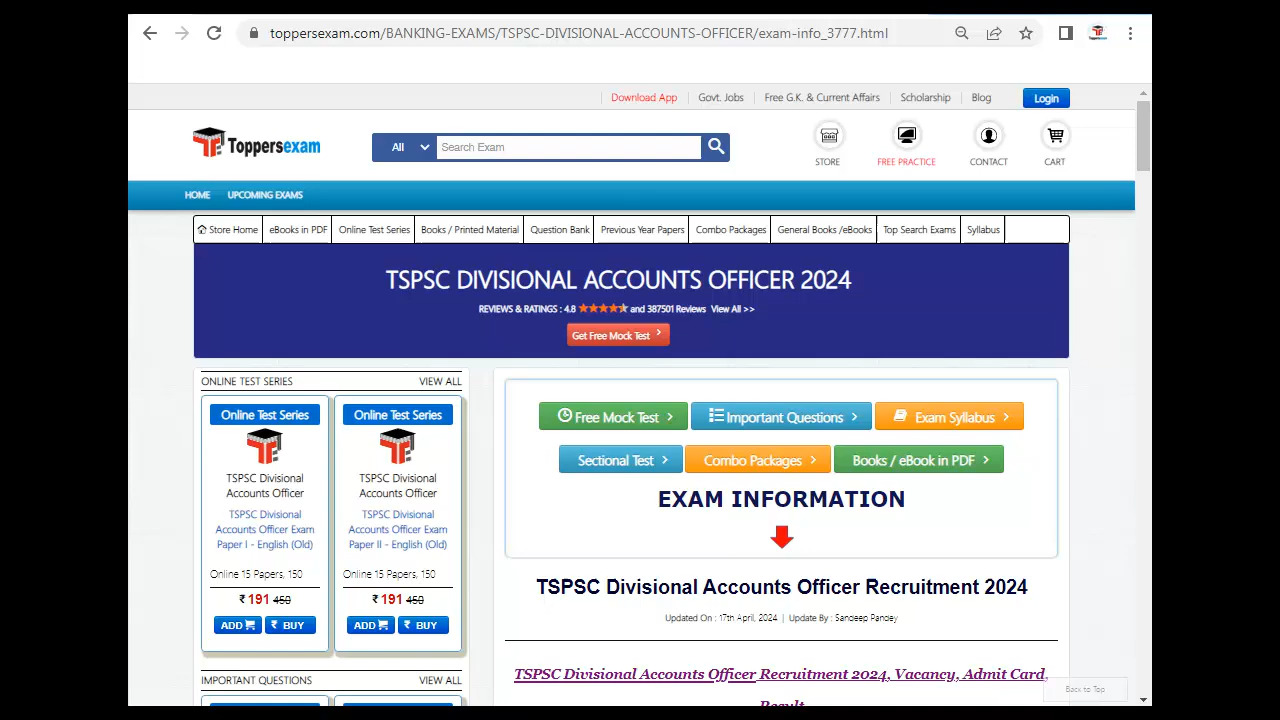 toppersexam.com/BANKING-EXAMS/TSPSC-DIVISIONAL-ACCOUNTS-OFFICER/exam-info_3777.html
Download App Govt. Jobs Free G.K. & Current Affairs Scholarship Blog Login
Toppersexam All Search Exam STORE FREE PRACTICE CONTACT CART
HOME UPCOMING EXAMS
Store Home eBooks in PDF Online Test Series Books / Printed Material Question Bank Previous Year Papers Combo Packages General Books /eBooks Top Search Exams Syllabus
TSPSC DIVISIONAL ACCOUNTS OFFICER 2024
REVIEWS & RATINGS : 4.8 and 387501 Reviews View All >>
Get Free Mock Test
ONLINE TEST SERIES VIEW ALL
Online Test Series
TSPSC Divisional
Accounts Officer
TSPSC Divisional
Accounts Officer Exam
Paper I - English (Old)
Online 15 Papers, 150
₹ 191 450
ADD ₹ BUY
Online Test Series
TSPSC Divisional
Accounts Officer
TSPSC Divisional
Accounts Officer Exam
Paper II - English (Old)
Online 15 Papers, 150
₹ 191 450
ADD ₹ BUY
IMPORTANT QUESTIONS VIEW ALL
Free Mock Test Important Questions Exam Syllabus
Sectional Test Combo Packages Books / eBook in PDF
EXAM INFORMATION
TSPSC Divisional Accounts Officer Recruitment 2024
Updated On : 17th April, 2024 | Update By : Sandeep Pandey
TSPSC Divisional Accounts Officer Recruitment 2024, Vacancy, Admit Card,
Result
Back to Top